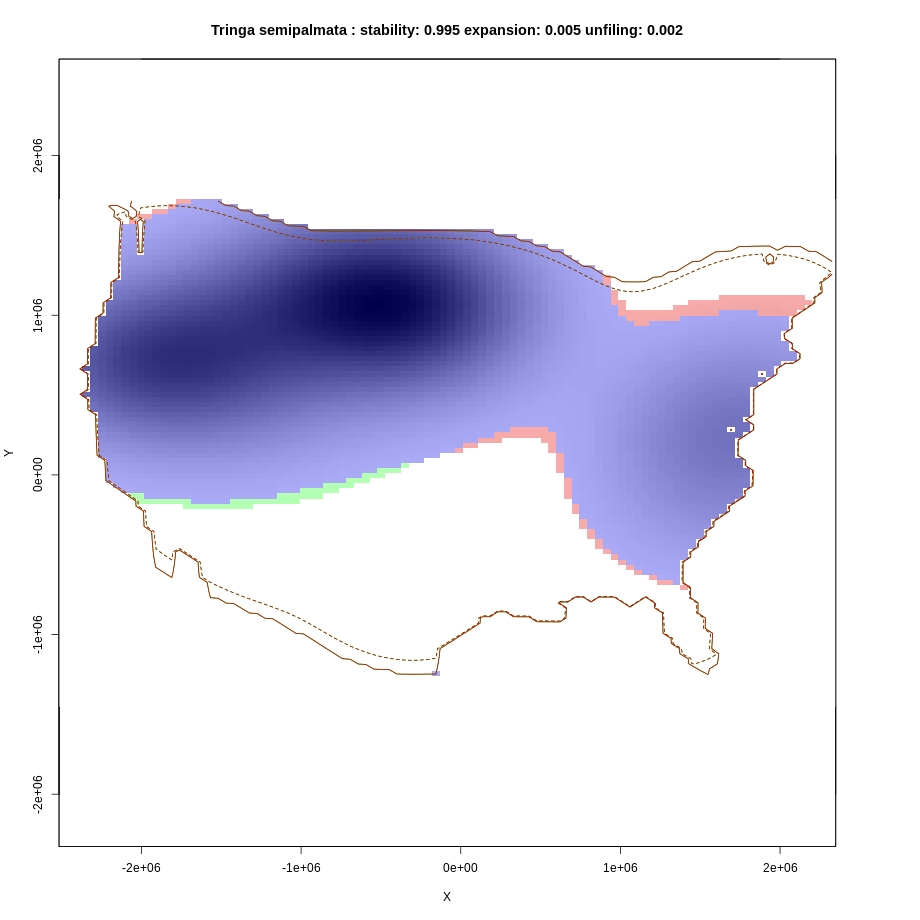 Tringa semipalmata : stability: 0.995 expansion: 0.005 unfiling: 0.002
2e+06
1e+06
0e+00
-1e+06
-2e+06
Y
-2e+06 -1e+06 0e+00 1e+06 2e+06
X